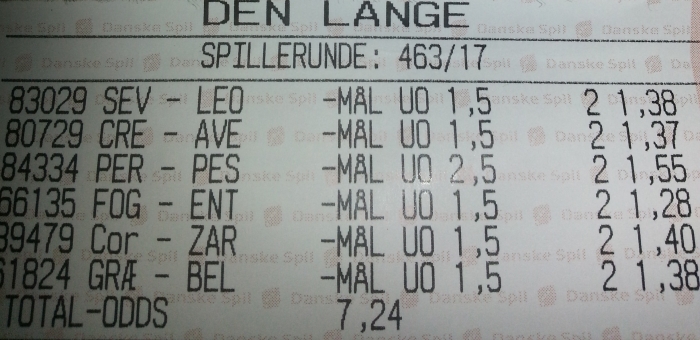 DEN LANGE
SPILLERUNDE: 463/17
83029 SEV - LEO -MÅL UO 1,5 2 1,38
80729 CRE - AVE -MÅL UO 1,5 2 1,37
84334 PER - PES -MÅL UO 2,5 2 1,55
66135 FOG - ENT -MÅL UO 1,5 2 1,28
89479 Cor - ZAR -MÅL UO 1,5 2 1,40
61824 GRÆ - BEL -MÅL UO 1,5 2 1,38
TOTAL-ODDS 7,24